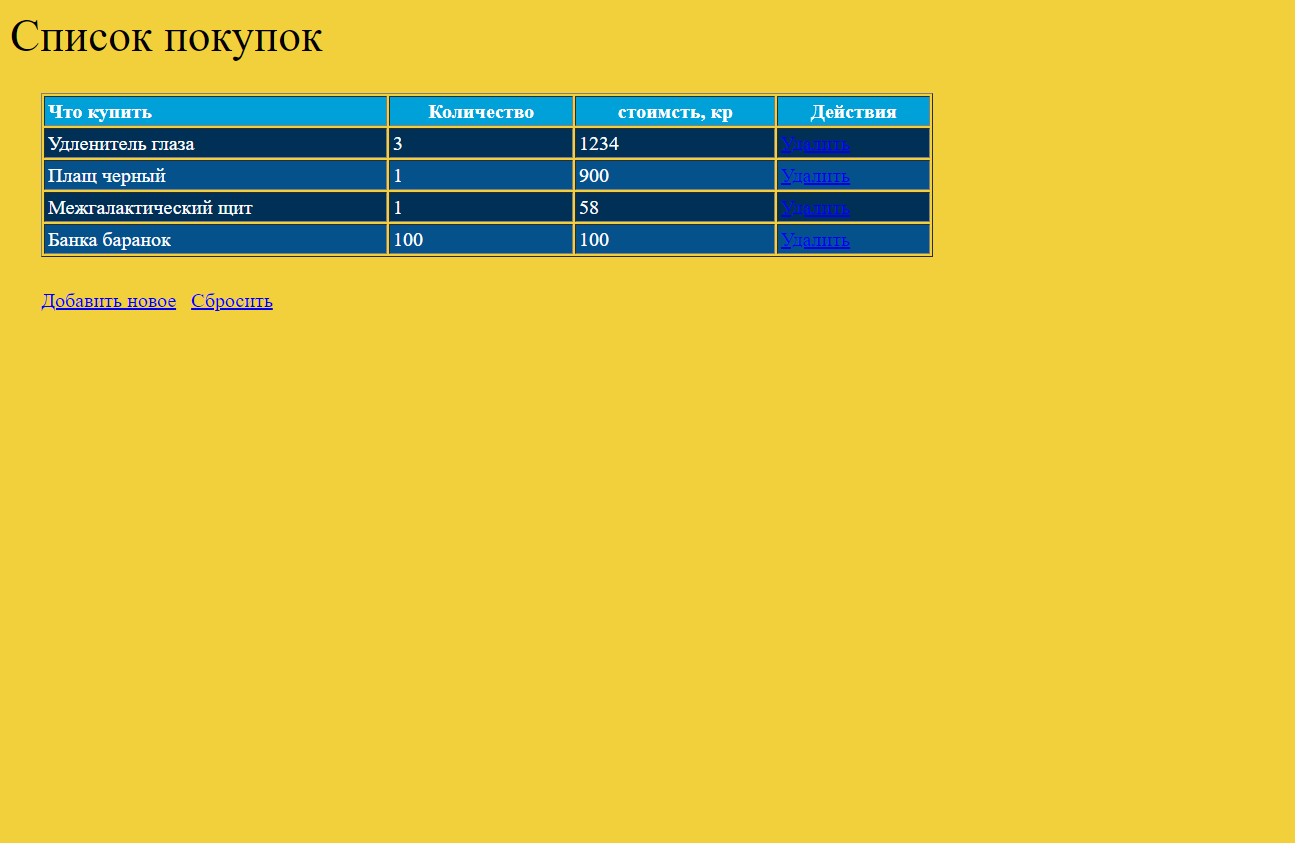 Список покупок
Что купить Количество стоимсть, кр Действия
Удленитель глаза 3 1234 Удалить
Плащ черный 1 900 Удалить
Межгалактический щит 1 58 Удалить
Банка баранок 100 100 Удалить
Добавить новое Сбросить